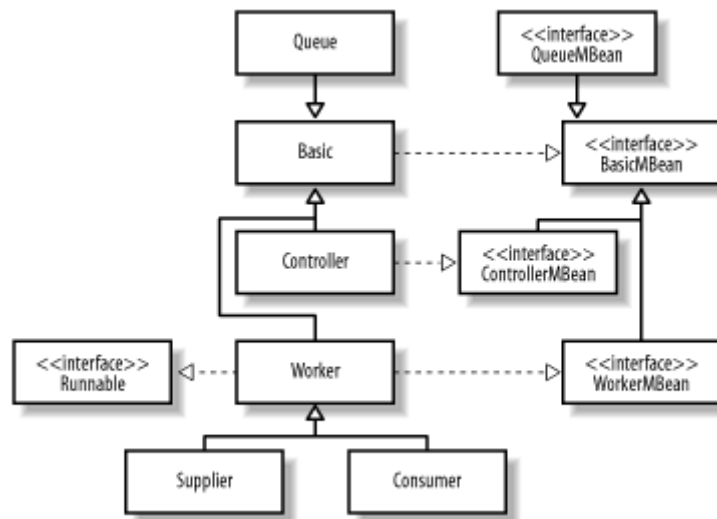 Queue
<<interface>>
QueueMBean
Basic
<<interface>>
BasicMBean
Controller
<<interface>>
ControllerMBean
<<interface>>
Runnable
Worker
<<interface>>
WorkerMBean
Supplier
Consumer